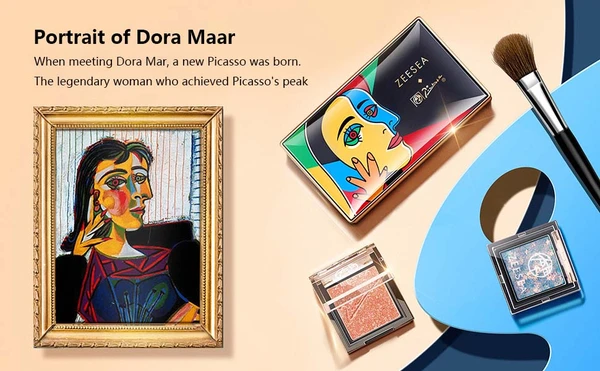 Portrait of Dora Maar
When meeting Dora Mar, a new Picasso was born.
The legendary woman who achieved Picasso's peak
ZEESEA
Picasso
ZEESEA